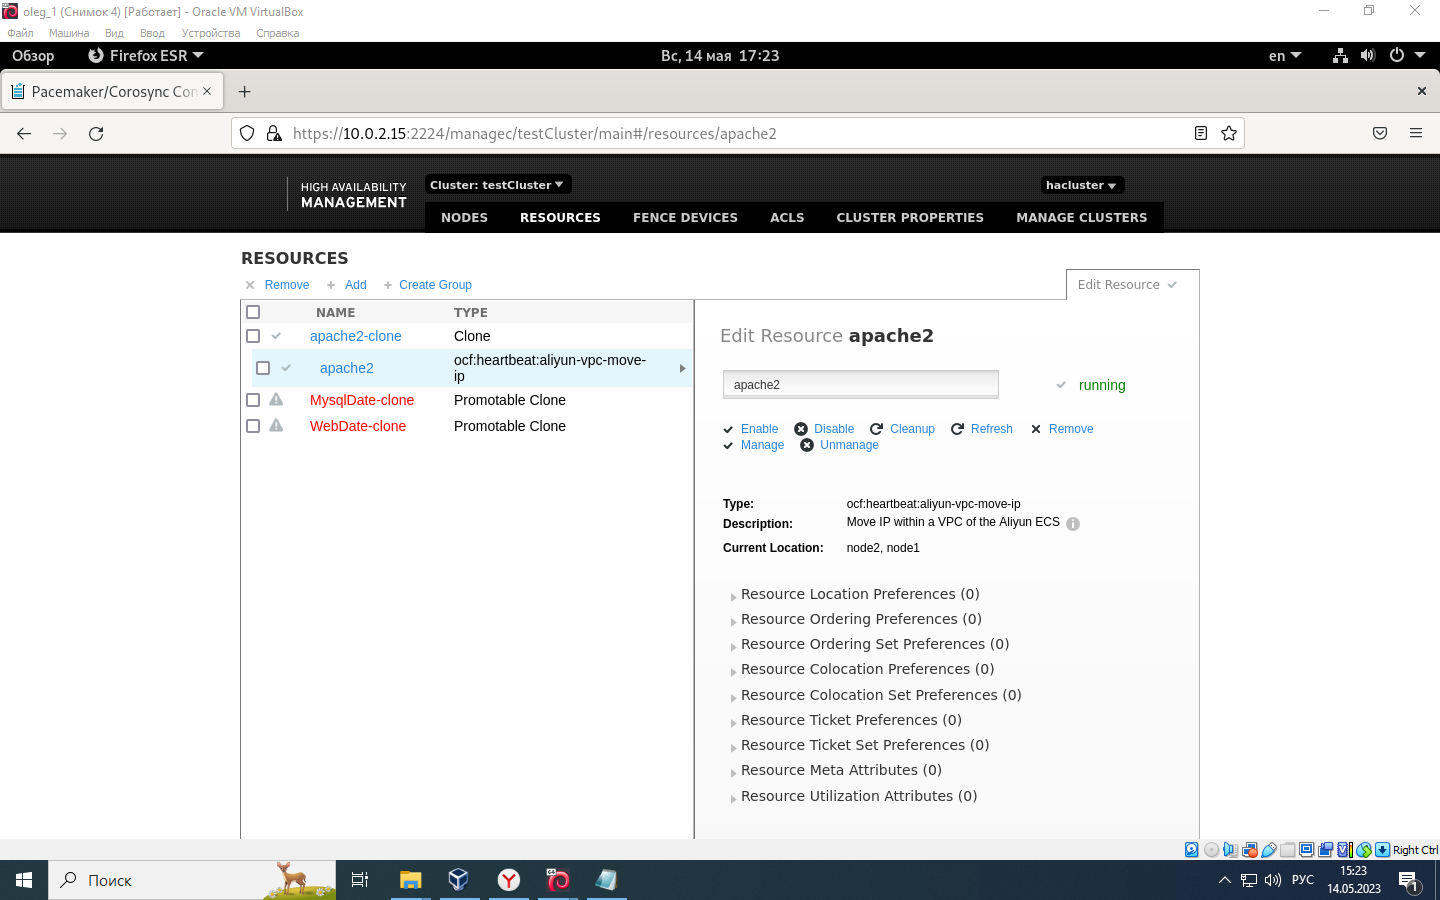 oleg_1 (Снимок 4) [Работает] - Oracle VM VirtualBox
Файл Машина Вид Ввод Устройства Справка
Обзор Firefox ESR Вс, 14 мая 17:23 en
Pacemaker/Corosync Con
https://10.0.2.15:2224/managec/testCluster/main#/resources/apache2
HIGH AVAILABILITY
MANAGEMENT
Cluster: testCluster hacluster
NODES RESOURCES FENCE DEVICES ACLS CLUSTER PROPERTIES MANAGE CLUSTERS
RESOURCES
Remove Add Create Group
Edit Resource
NAME TYPE
apache2-clone Clone
apache2 ocf:heartbeat:aliyun-vpc-move-
ip
MysqlDate-clone Promotable Clone
WebDate-clone Promotable Clone
Edit Resource apache2
apache2 running
Enable Disable Cleanup Refresh Remove
Manage Unmanage
Type: ocf:heartbeat:aliyun-vpc-move-ip
Description: Move IP within a VPC of the Aliyun ECS
Current Location: node2, node1
Resource Location Preferences (0)
Resource Ordering Preferences (0)
Resource Ordering Set Preferences (0)
Resource Colocation Preferences (0)
Resource Colocation Set Preferences (0)
Resource Ticket Preferences (0)
Resource Ticket Set Preferences (0)
Resource Meta Attributes (0)
Resource Utilization Attributes (0)
Right Ctrl
Поиск
РУС
15:23
14.05.2023
1